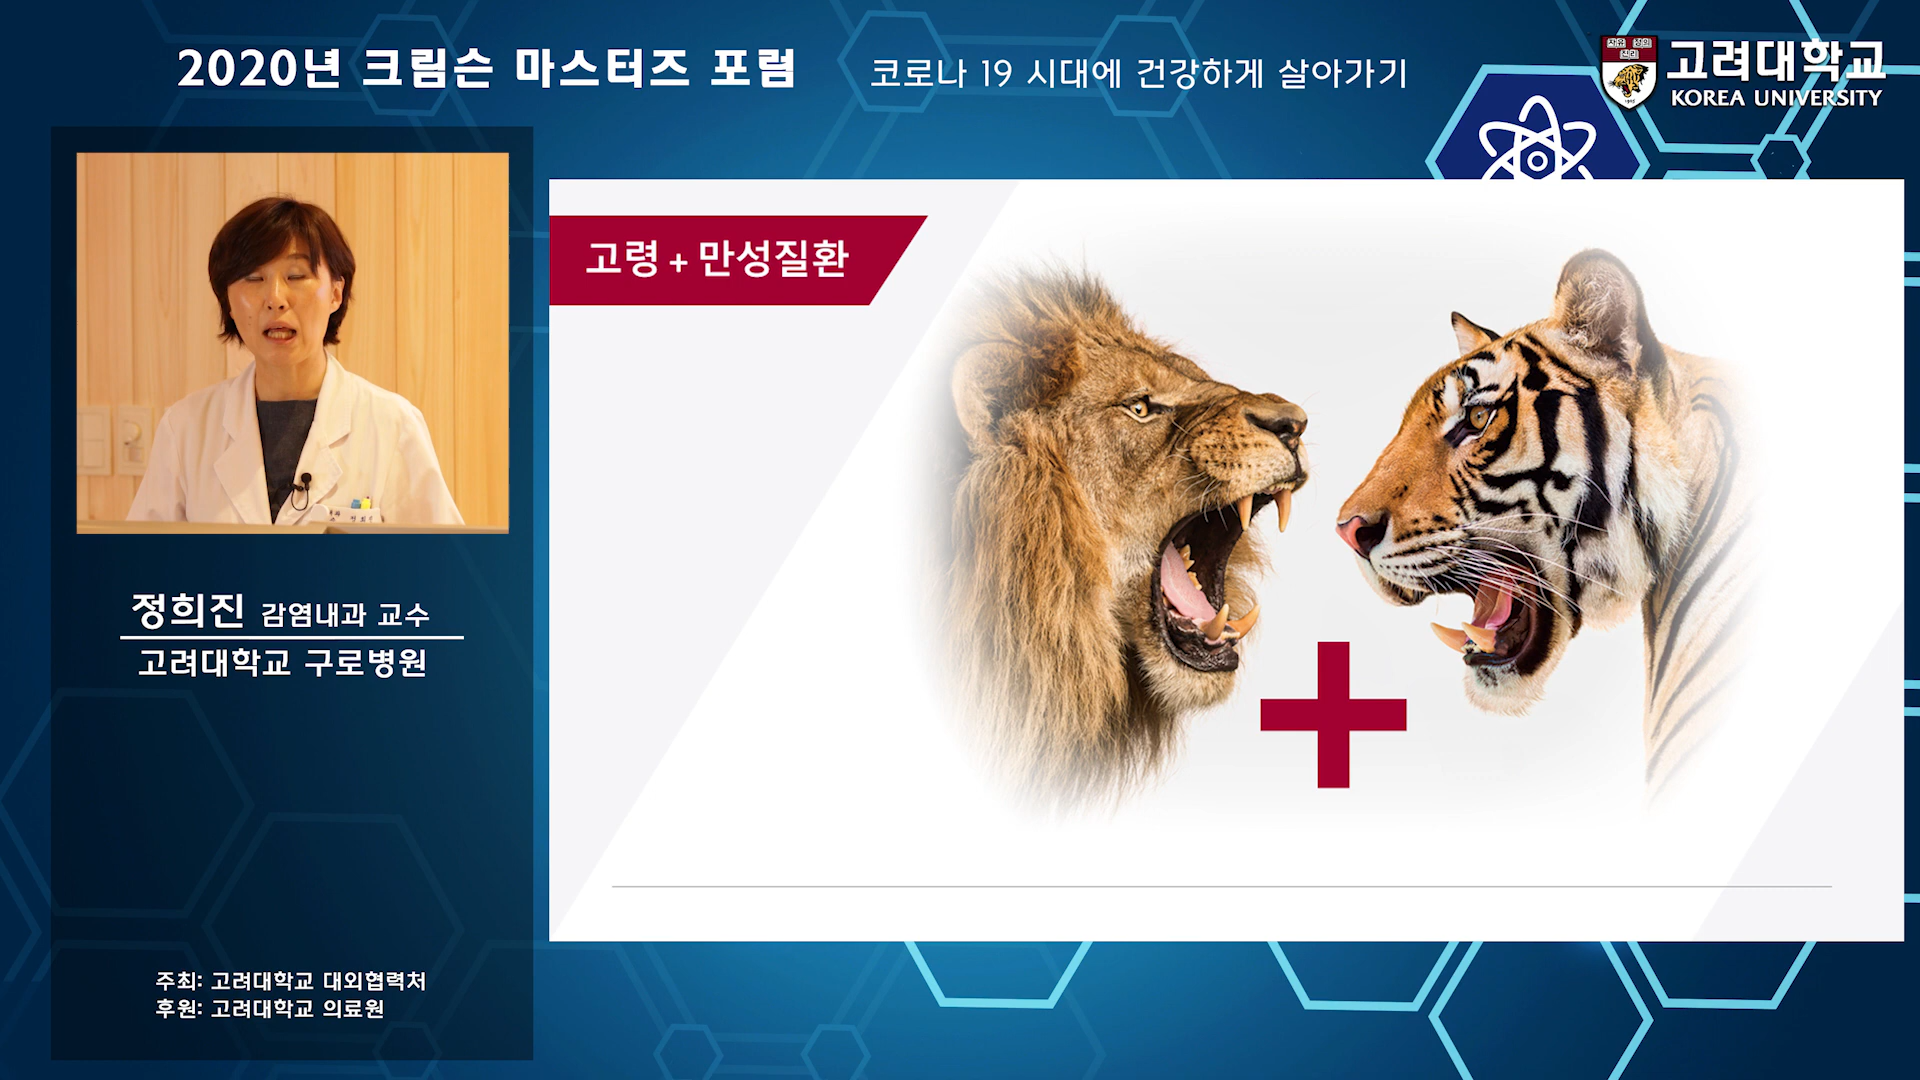 2020년 크림슨 마스터즈 포럼 코로나 19 시대에 건강하게 살아가기
고려대학교
KOREA UNIVERSITY
고령 + 만성질환
정희진 감염내과 교수
고려대학교 구로병원
주최: 고려대학교 대외협력처
후원: 고려대학교 의료원